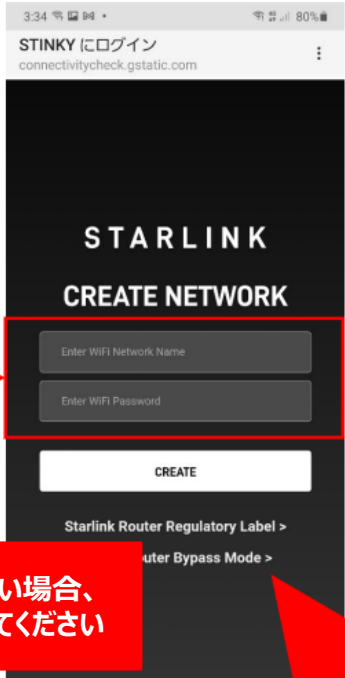 3:34
80%
STINKY にログイン
connectivitycheck.gstatic.com
STARLINK
CREATE NETWORK
Enter WiFi Network Name
Enter WiFi Password
CREATE
Starlink Router Regulatory Label >
uter Bypass Mode >
い場合、
てください